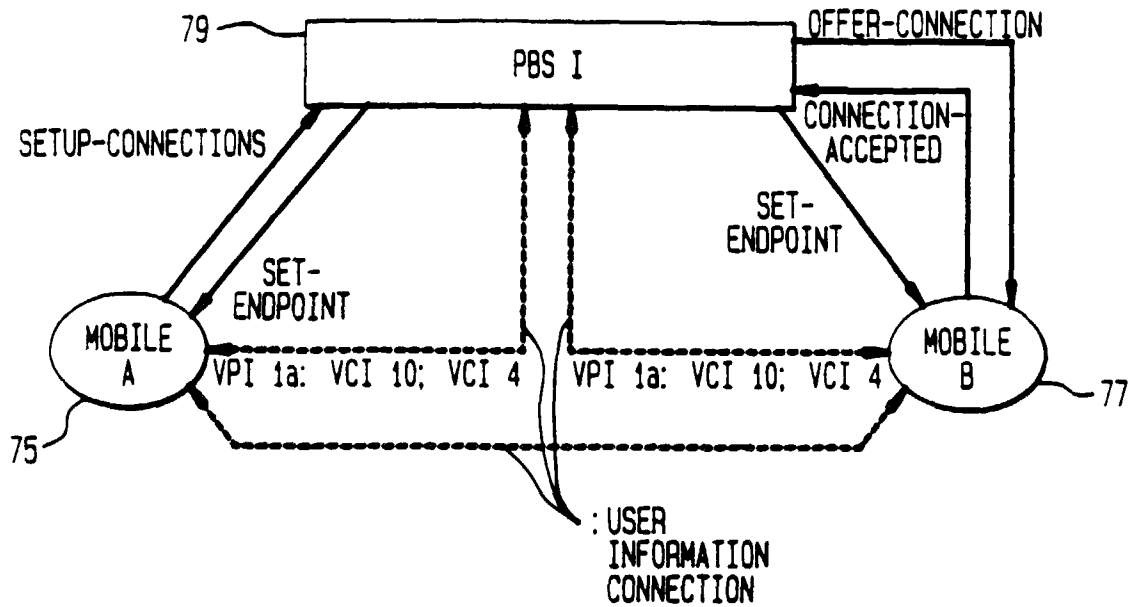 79
OFFER-CONNECTION
PBS I
SETUP-CONNECTIONS
CONNECTION-
ACCEPTED
SET-
ENDPOINT
SET-
ENDPOINT
MOBILE
A
VPI 1a: VCI 10; VCI 4
VPI 1a: VCI 10; VCI 4
MOBILE
B
75
77
: USER
INFORMATION
CONNECTION